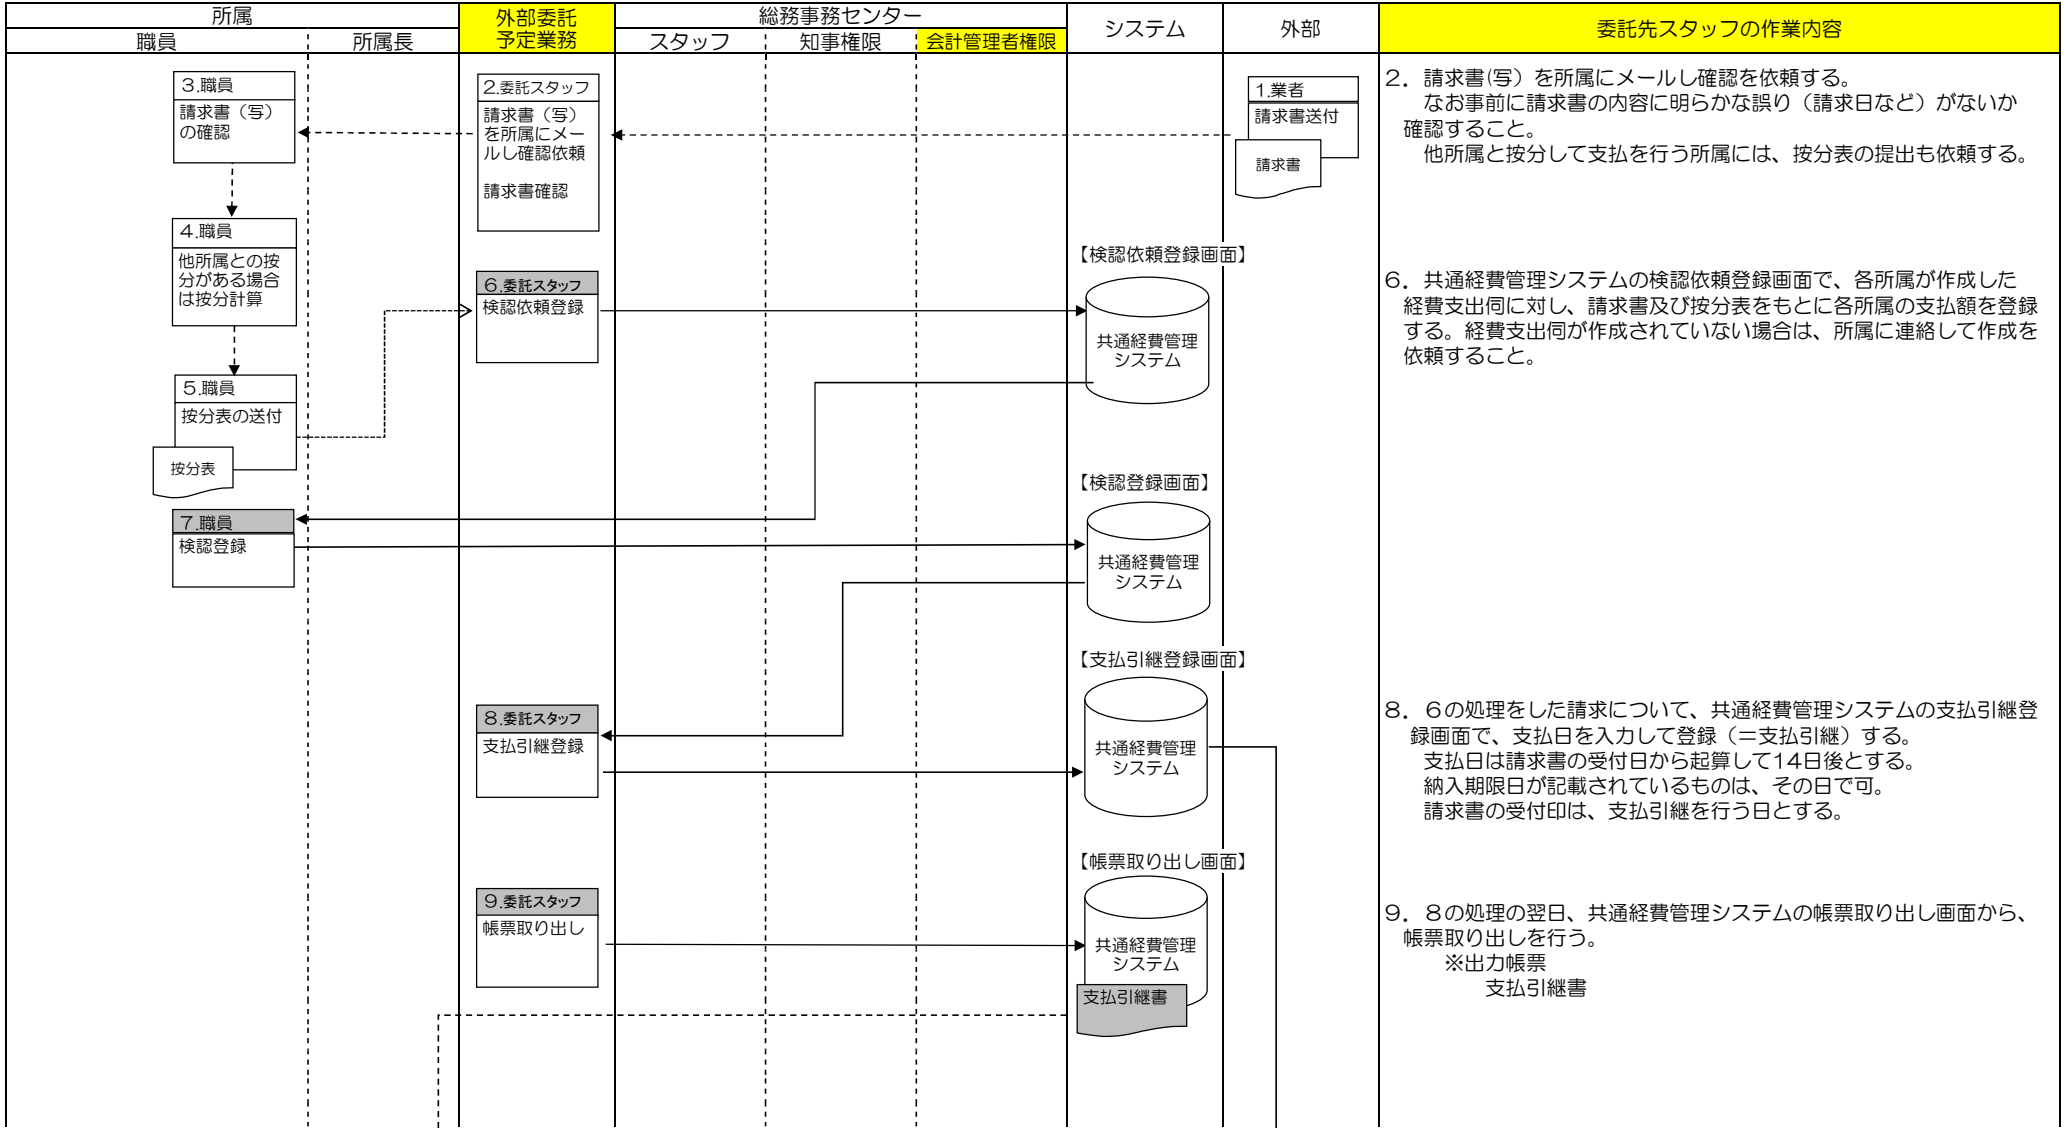 所属
職員
所属長
外部委託
予定業務
総務事務センター
スタッフ
知事権限
会計管理者権限
システム
外部
委託先スタッフの作業内容
1.業者
請求書送付
請求書
2.委託スタッフ
請求書（写）
を所属にメー
ルし確認依頼
請求書確認
3.職員
請求書（写）
の確認
4.職員
他所属との按
分がある場合
は按分計算
5.職員
按分表の送付
按分表
6.委託スタッフ
検認依頼登録
【検認依頼登録画面】
共通経費管理
システム
7.職員
検認登録
【検認登録画面】
共通経費管理
システム
8.委託スタッフ
支払引継登録
【支払引継登録画面】
共通経費管理
システム
9.委託スタッフ
帳票取り出し
【帳票取り出し画面】
共通経費管理
システム
支払引継書
2．請求書(写）を所属にメールし確認を依頼する。
なお事前に請求書の内容に明らかな誤り（請求日など）がないか
確認すること。
他所属と按分して支払を行う所属には、按分表の提出も依頼する。
6．共通経費管理システムの検認依頼登録画面で、各所属が作成した
経費支出伺に対し、請求書及び按分表をもとに各所属の支払額を登録
する。経費支出伺が作成されていない場合は、所属に連絡して作成を
依頼すること。
8．6の処理をした請求について、共通経費管理システムの支払引継登
録画面で、支払日を入力して登録（＝支払引継）する。
支払日は請求書の受付日から起算して14日後とする。
納入期限日が記載されているものは、その日で可。
請求書の受付印は、支払引継を行う日とする。
9．8の処理の翌日、共通経費管理システムの帳票取り出し画面から、
帳票取り出しを行う。
※出力帳票
支払引継書